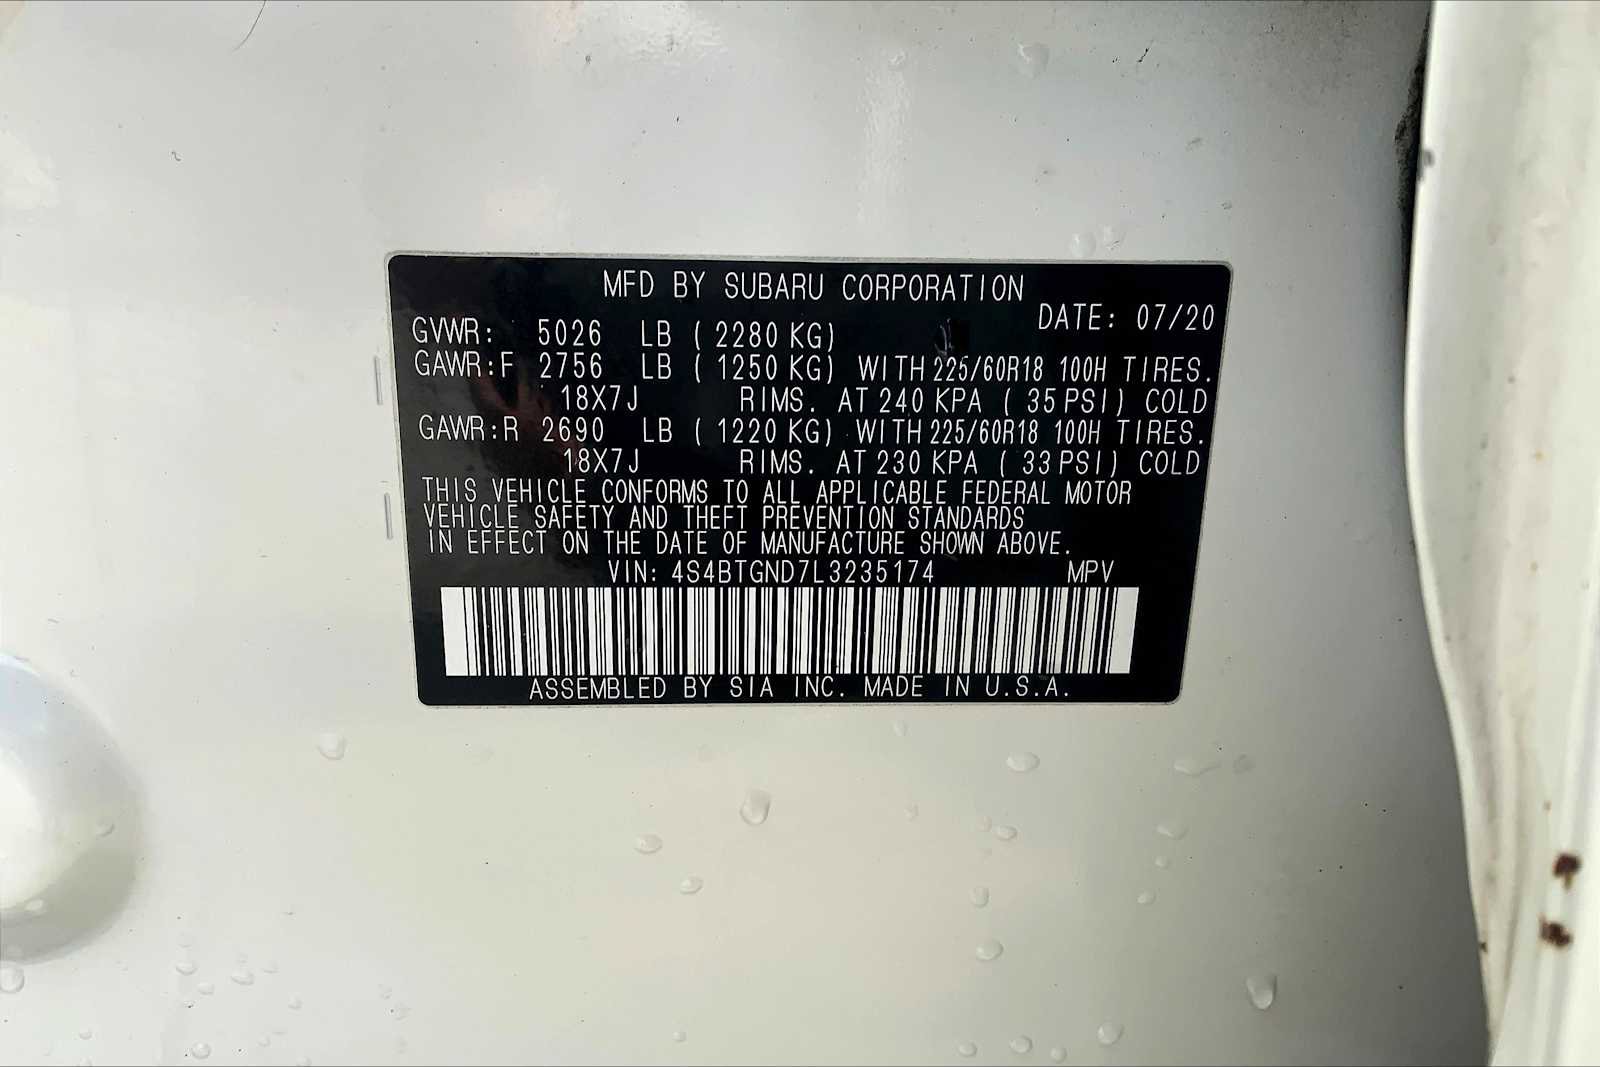 MFD BY SUBARU CORPORATION
DATE: 07/20
GVWR: 5026 LB ( 2280 KG)
GAWR:F 2756 LB ( 1250 KG) WITH 225/60R18 100H TIRES.
18X7J RIMS. AT 240 KPA ( 35 PSI) COLD
GAWR:R 2690 LB ( 1220 KG) WITH 225/60R18 100H TIRES.
18X7J RIMS. AT 230 KPA ( 33 PSI) COLD
THIS VEHICLE CONFORMS TO ALL APPLICABLE FEDERAL MOTOR
VEHICLE SAFETY AND THEFT PREVENTION STANDARDS
IN EFFECT ON THE DATE OF MANUFACTURE SHOWN ABOVE.
VIN: 4S4BTGND7L3235174 MPV
ASSEMBLED BY SIA INC. MADE IN U.S.A.